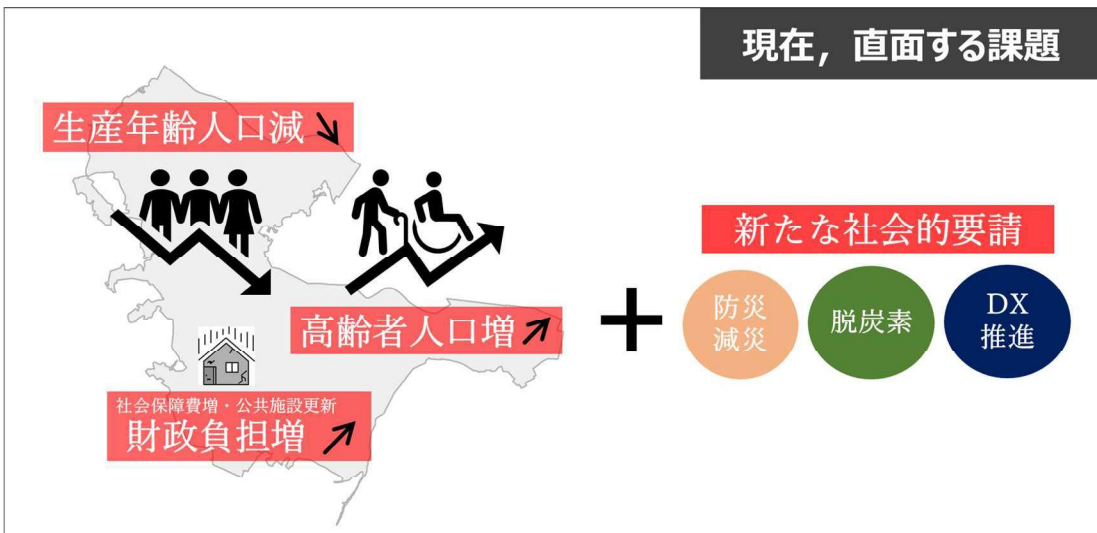 現在，直面する課題
生産年齢人口減
高齢者人口増
社会保障費増・公共施設更新
財政負担増
新たな社会的要請
防災
減災
脱炭素
DX
推進